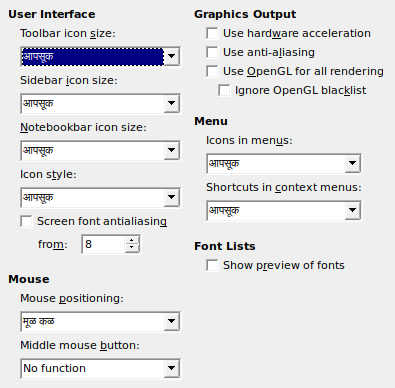 User Interface
Toolbar icon size:
आपसूक
Sidebar icon size:
आपसूक
Notebookbar icon size:
आपसूक
Icon style:
आपसूक
Screen font antialiasing
from:
8
Mouse
Mouse positioning:
मूळ कळ
Middle mouse button:
No function
Graphics Output
Use hardware acceleration
Use anti-aliasing
Use OpenGL for all rendering
Ignore OpenGL blacklist
Menu
Icons in menus:
आपसूक
Shortcuts in context menus:
आपसूक
Font Lists
Show preview of fonts